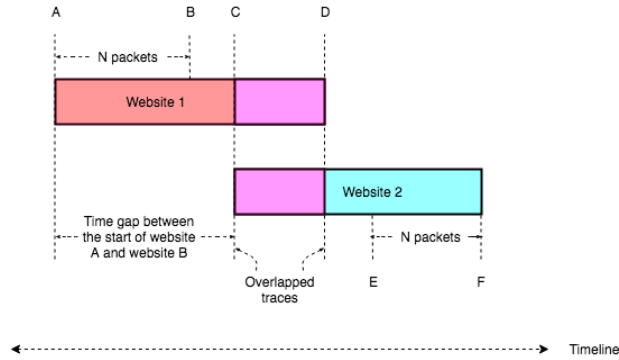 A B C D
N packets
Website 1
Website 2
Time gap between
the start of website
A and website B
N packets
Overlapped
traces
E F
Timeline